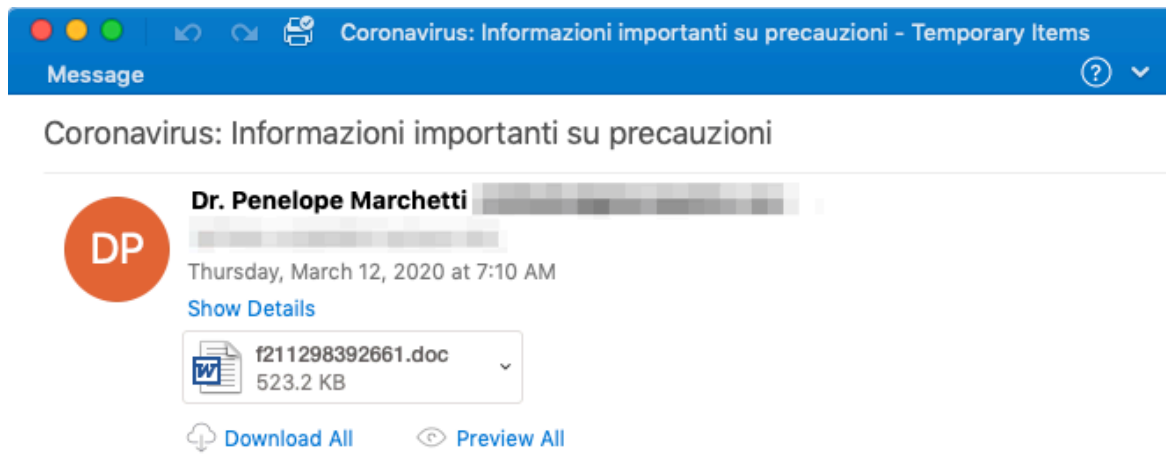 Coronavirus: Informazioni importanti su precauzioni - Temporary Items
Message
Coronavirus: Informazioni importanti su precauzioni
Dr. Penelope Marchetti
DP
Thursday, March 12, 2020 at 7:10 AM
Show Details
f211298392661.doc
523.2 KB
Download All Preview All